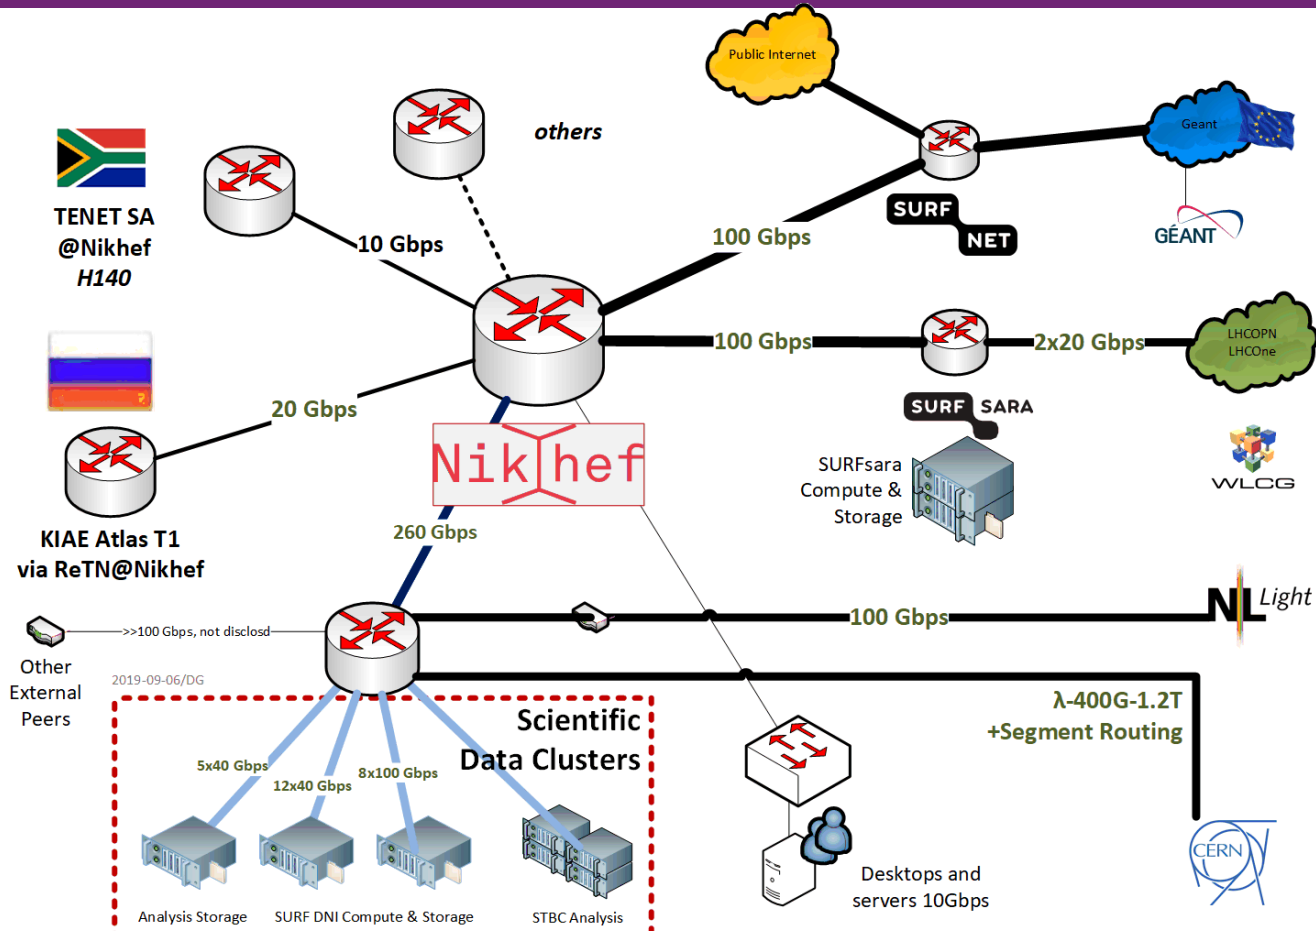 Public Internet
others
Geant
TENET SA
@Nikhef
H140
SURF
NET
GÉANT
10 Gbps
100 Gbps
100 Gbps
2x20 Gbps
LHCOPN
LHCOne
20 Gbps
SURF SARA
Nikhef
SURFsara
Compute &
Storage
WLCG
260 Gbps
KIAE Atlas T1
via ReTN@Nikhef
NL Light
100 Gbps
>>100 Gbps, not disclosd
Other
External
Peers
2019-09-06/DG
λ-400G-1.2T
+Segment Routing
Scientific
Data Clusters
5x40 Gbps
12x40 Gbps
8x100 Gbps
CERN
Desktops and
servers 10Gbps
Analysis Storage
SURF DNI Compute & Storage
STBC Analysis